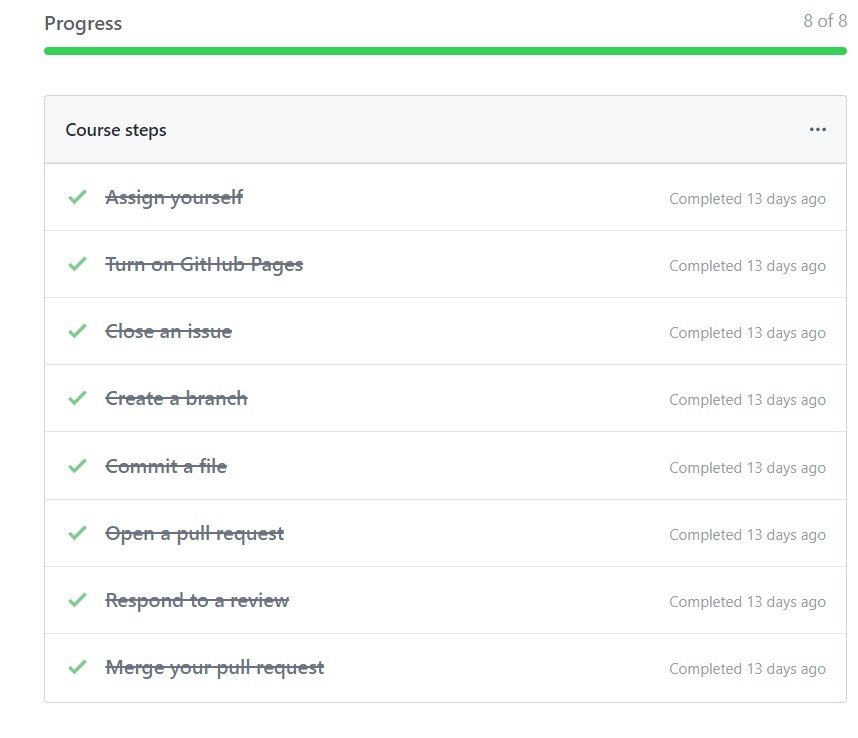 Progress
8 of 8
Course steps
Assign yourself
Completed 13 days ago
Turn on GitHub Pages
Completed 13 days ago
Close an issue
Completed 13 days ago
Create a branch
Completed 13 days ago
Commit a file
Completed 13 days ago
Open a pull request
Completed 13 days ago
Respond to a review
Completed 13 days ago
Merge your pull request
Completed 13 days ago